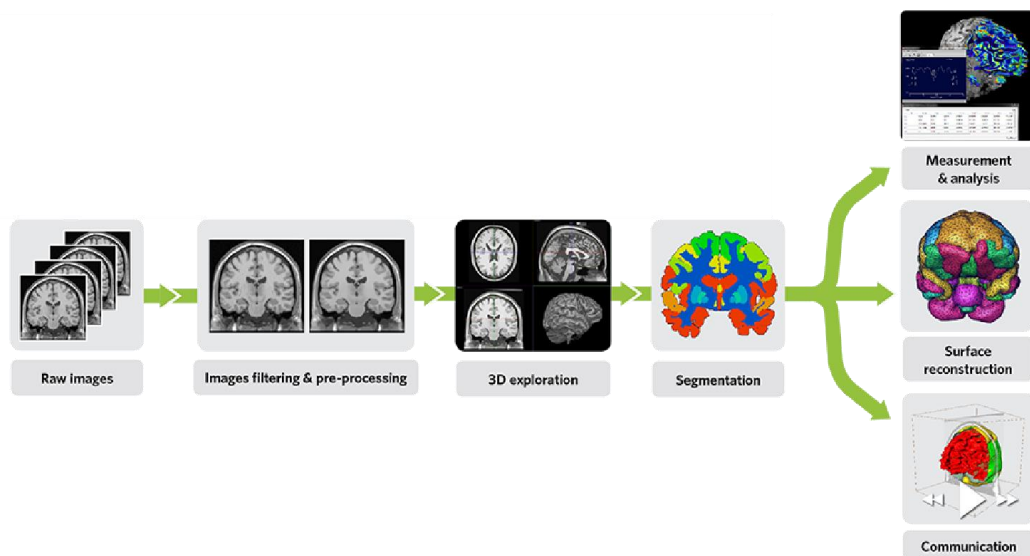 Raw images
Images filtering & pre-processing
3D exploration
Segmentation
Measurement
& analysis
Surface
reconstruction
Communication